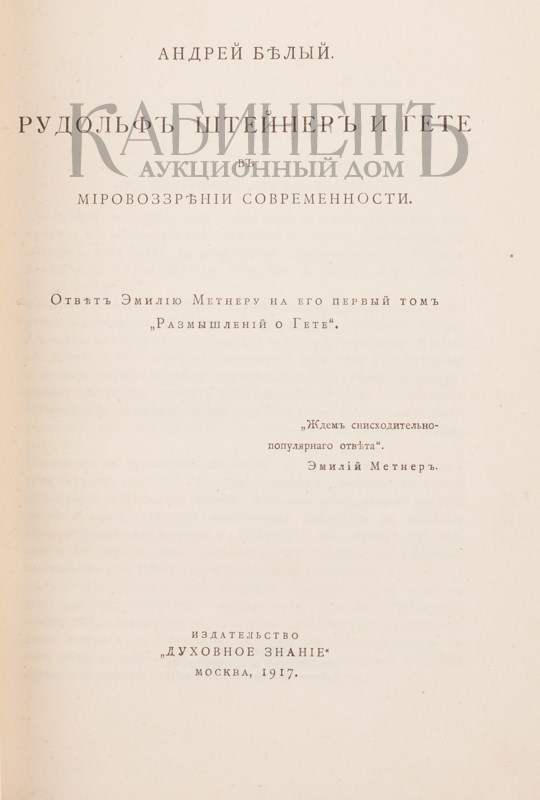 АНДРЕЙ БѢЛЫЙ.
РУДОЛЬФЪ ШТЕЙНЕРЪ И ГЕТЕ
КАБИНЕТЪ
ВЪ
АУКЦИОННЫЙ ДОМ
МІРОВОЗЗРѢНІИ СОВРЕМЕННОСТИ.
Отвѣтъ Эмилію Метнеру на его первый томъ
„Размышленій о Гете“.
„Ждемъ снисходительно-
популярнаго отвѣта“.
Эмилій Метнеръ.
ИЗДАТЕЛЬСТВО
„ДУХОВНОЕ ЗНАНІЕ“
МОСКВА, 1917.